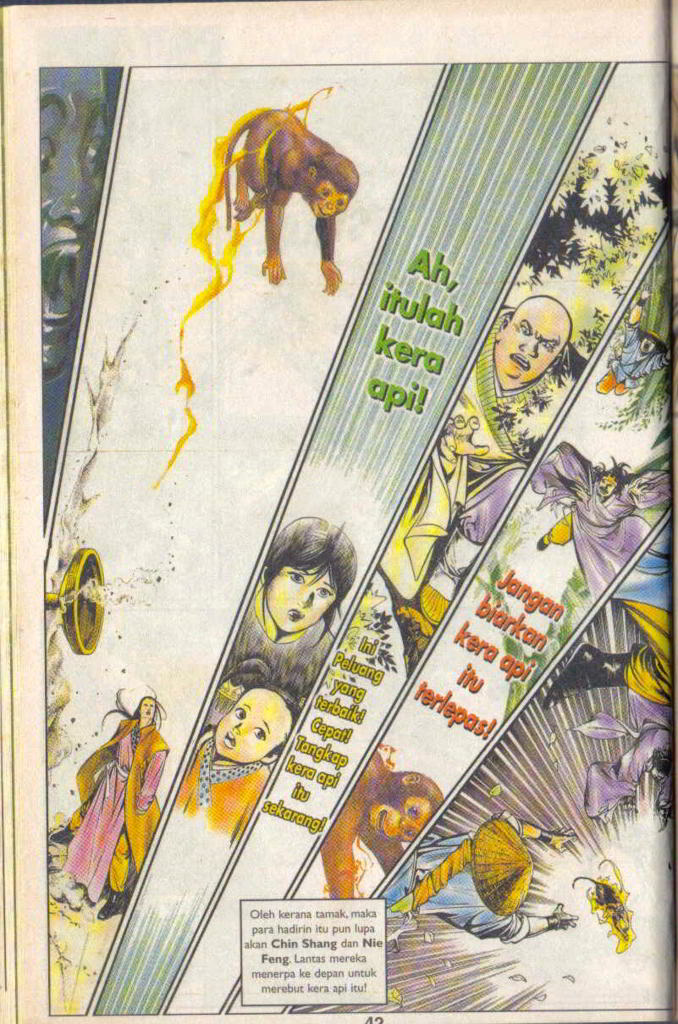 Ah,
itulah
kera
api!
Ini
Peluang
yang
terbaik!
Cepat!
Tangkap
kera api
itu
sekarang!
Jangan
biarkan
kera api
itu
terlepas!
Oleh kerana tamak, maka
para hadirin itu pun lupa
akan Chin Shang dan Nie
Feng. Lantas mereka
menerpa ke depan untuk
merebut kera api itu!